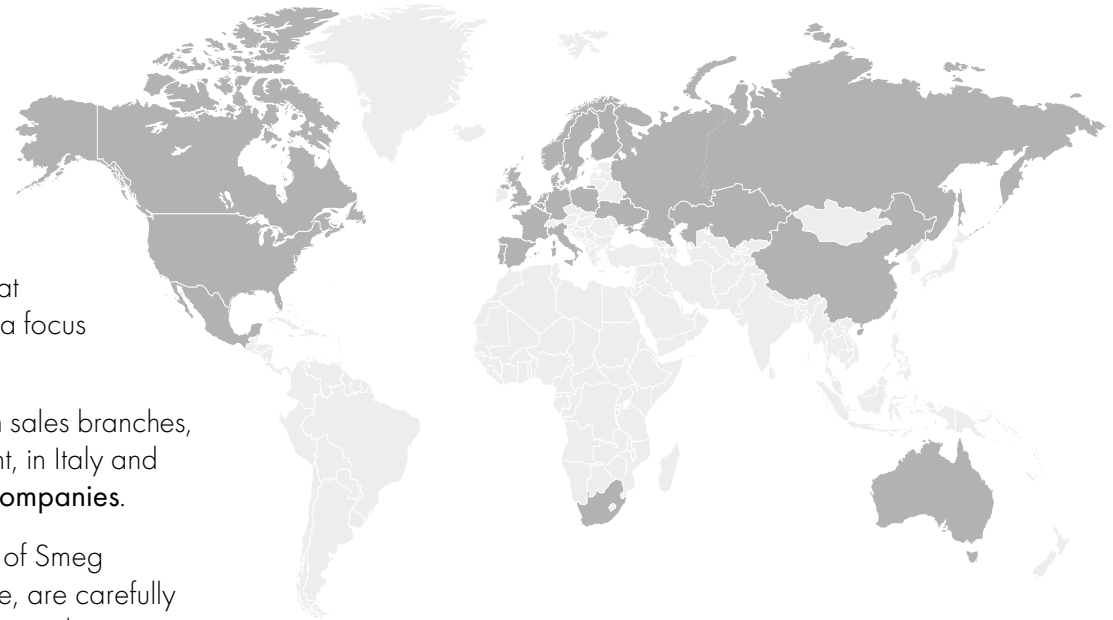 at
a focus
sales branches,
nt, in Italy and
ompanies.
of Smeg
e, are carefully